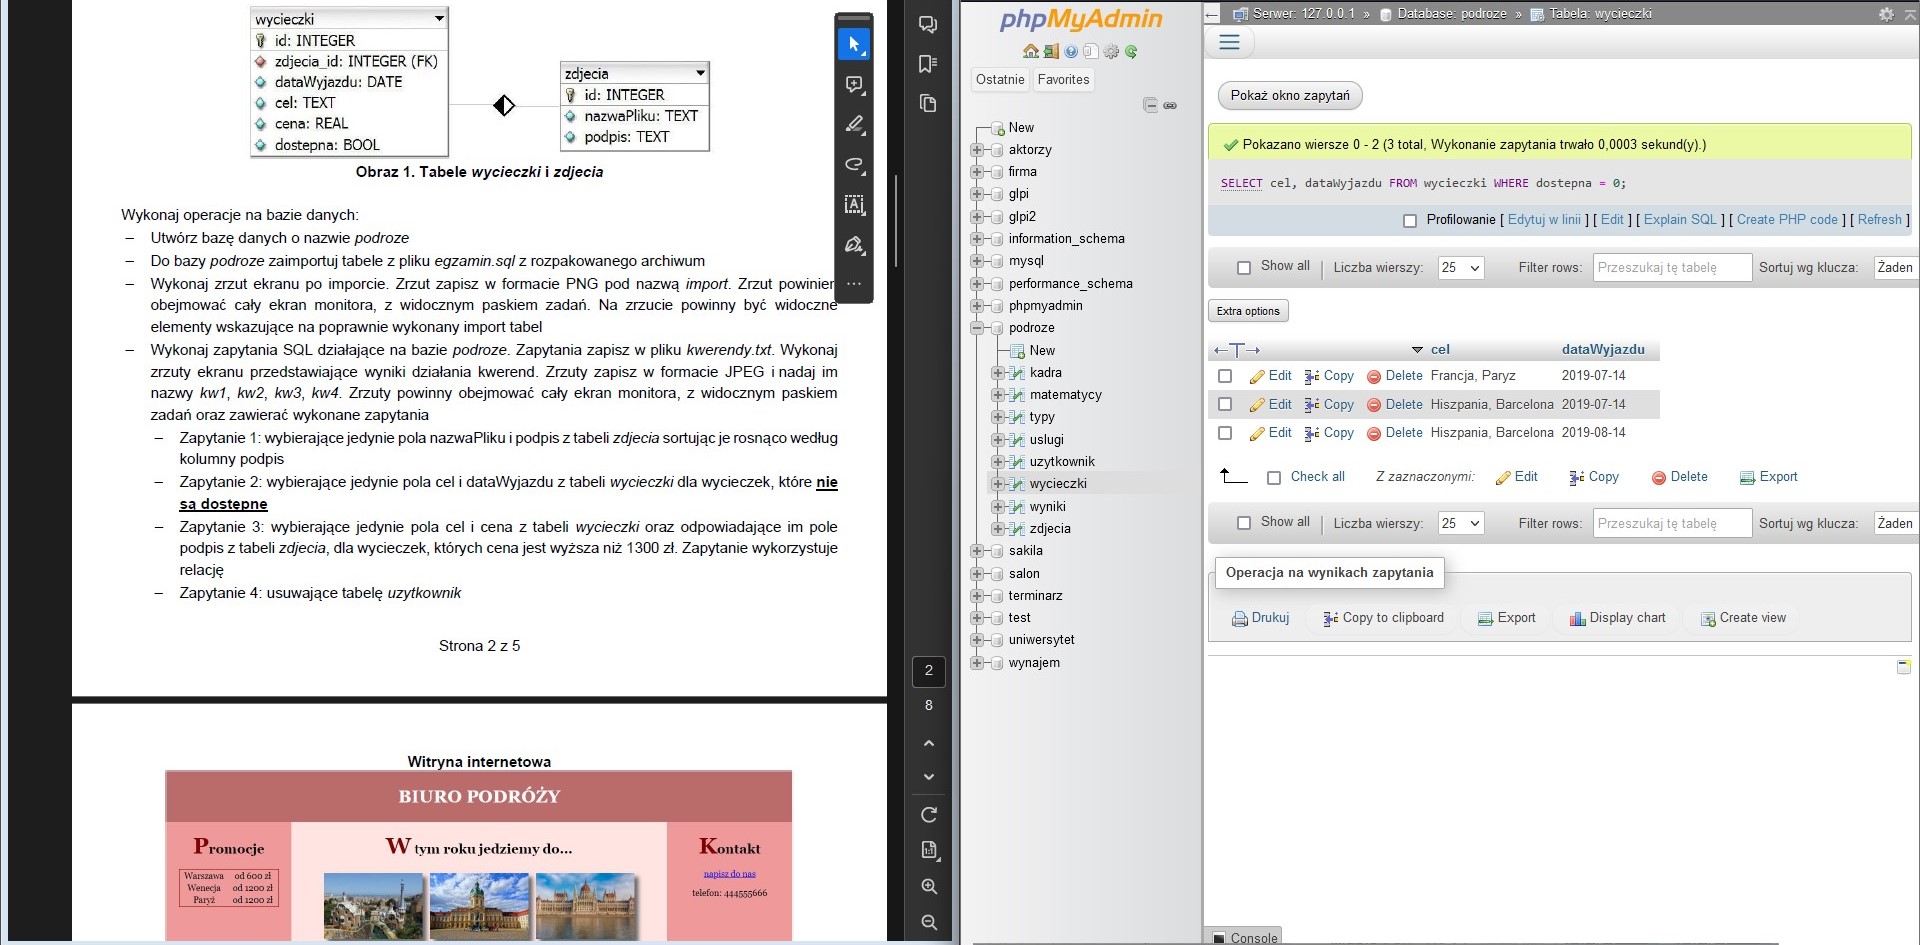 wycieczki
id: INTEGER
zdjecia_id: INTEGER (FK)
dataWyjazdu: DATE
cel: TEXT
cena: REAL
dostepna: BOOL
zdjecia
id: INTEGER
nazwaPliku: TEXT
podpis: TEXT
Obraz 1. Tabele wycieczki i zdjecia
Wykonaj operacje na bazie danych:
– Utwórz bazę danych o nazwie podroze
– Do bazy podroze zaimportuj tabele z pliku egzamin.sql z rozpakowanego archiwum
– Wykonaj zrzut ekranu po imporcie. Zrzut zapisz w formacie PNG pod nazwą import. Zrzut powinien
obejmować cały ekran monitora, z widocznym paskiem zadań. Na zrzucie powinny być widoczne
elementy wskazujące na poprawnie wykonany import tabel
– Wykonaj zapytania SQL działające na bazie podroze. Zapytania zapisz w pliku kwerendy.txt. Wykonaj
zrzuty ekranu przedstawiające wyniki działania kwerend. Zrzuty zapisz w formacie JPEG i nadaj im
nazwy kw1, kw2, kw3, kw4. Zrzuty powinny obejmować cały ekran monitora, z widocznym paskiem
zadań oraz zawierać wykonane zapytania
– Zapytanie 1: wybierające jedynie pola nazwaPliku i podpis z tabeli zdjecia sortując je rosnąco według
kolumny podpis
– Zapytanie 2: wybierające jedynie pola cel i dataWyjazdu z tabeli wycieczki dla wycieczek, które nie
są dostępne
– Zapytanie 3: wybierające jedynie pola cel i cena z tabeli wycieczki oraz odpowiadające im pole
podpis z tabeli zdjecia, dla wycieczek, których cena jest wyższa niż 1300 zł. Zapytanie wykorzystuje
relację
– Zapytanie 4: usuwające tabelę uzytkownik
Strona 2 z 5
Witryna internetowa
BIURO PODRÓŻY
Promocje
Warszawa od 600 zł
Wenecja od 1200 zł
Paryż od 1200 zł
W tym roku jedziemy do...
Kontakt
napisz do nas
telefon: 444555666
2
8
1:1
phpMyAdmin
Ostatnie Favorites
New
aktorzy
firma
glpi
glpi2
information_schema
mysql
performance_schema
phpmyadmin
podroze
New
kadra
matematycy
typy
uslugi
uzytkownik
wycieczki
wyniki
zdjecia
sakila
salon
terminarz
test
uniwersytet
wynajem
Serwer: 127.0.0.1 » Database: podroze » Tabela: wycieczki
Pokaż okno zapytań
Pokazano wiersze 0 - 2 (3 total, Wykonanie zapytania trwało 0,0003 sekund(y).)
SELECT cel, dataWyjazdu FROM wycieczki WHERE dostepna = 0;
Profilowanie [ Edytuj w linii ] [ Edit ] [ Explain SQL ] [ Create PHP code ] [ Refresh ]
Show all Liczba wierszy: 25 Filter rows: Przeszukaj tę tabelę Sortuj wg klucza: Żaden
Extra options
cel dataWyjazdu
Edit Copy Delete Francja, Paryz 2019-07-14
Edit Copy Delete Hiszpania, Barcelona 2019-07-14
Edit Copy Delete Hiszpania, Barcelona 2019-08-14
Check all Z zaznaczonymi: Edit Copy Delete Export
Show all Liczba wierszy: 25 Filter rows: Przeszukaj tę tabelę Sortuj wg klucza: Żaden
Operacja na wynikach zapytania
Drukuj Copy to clipboard Export Display chart Create view
Console